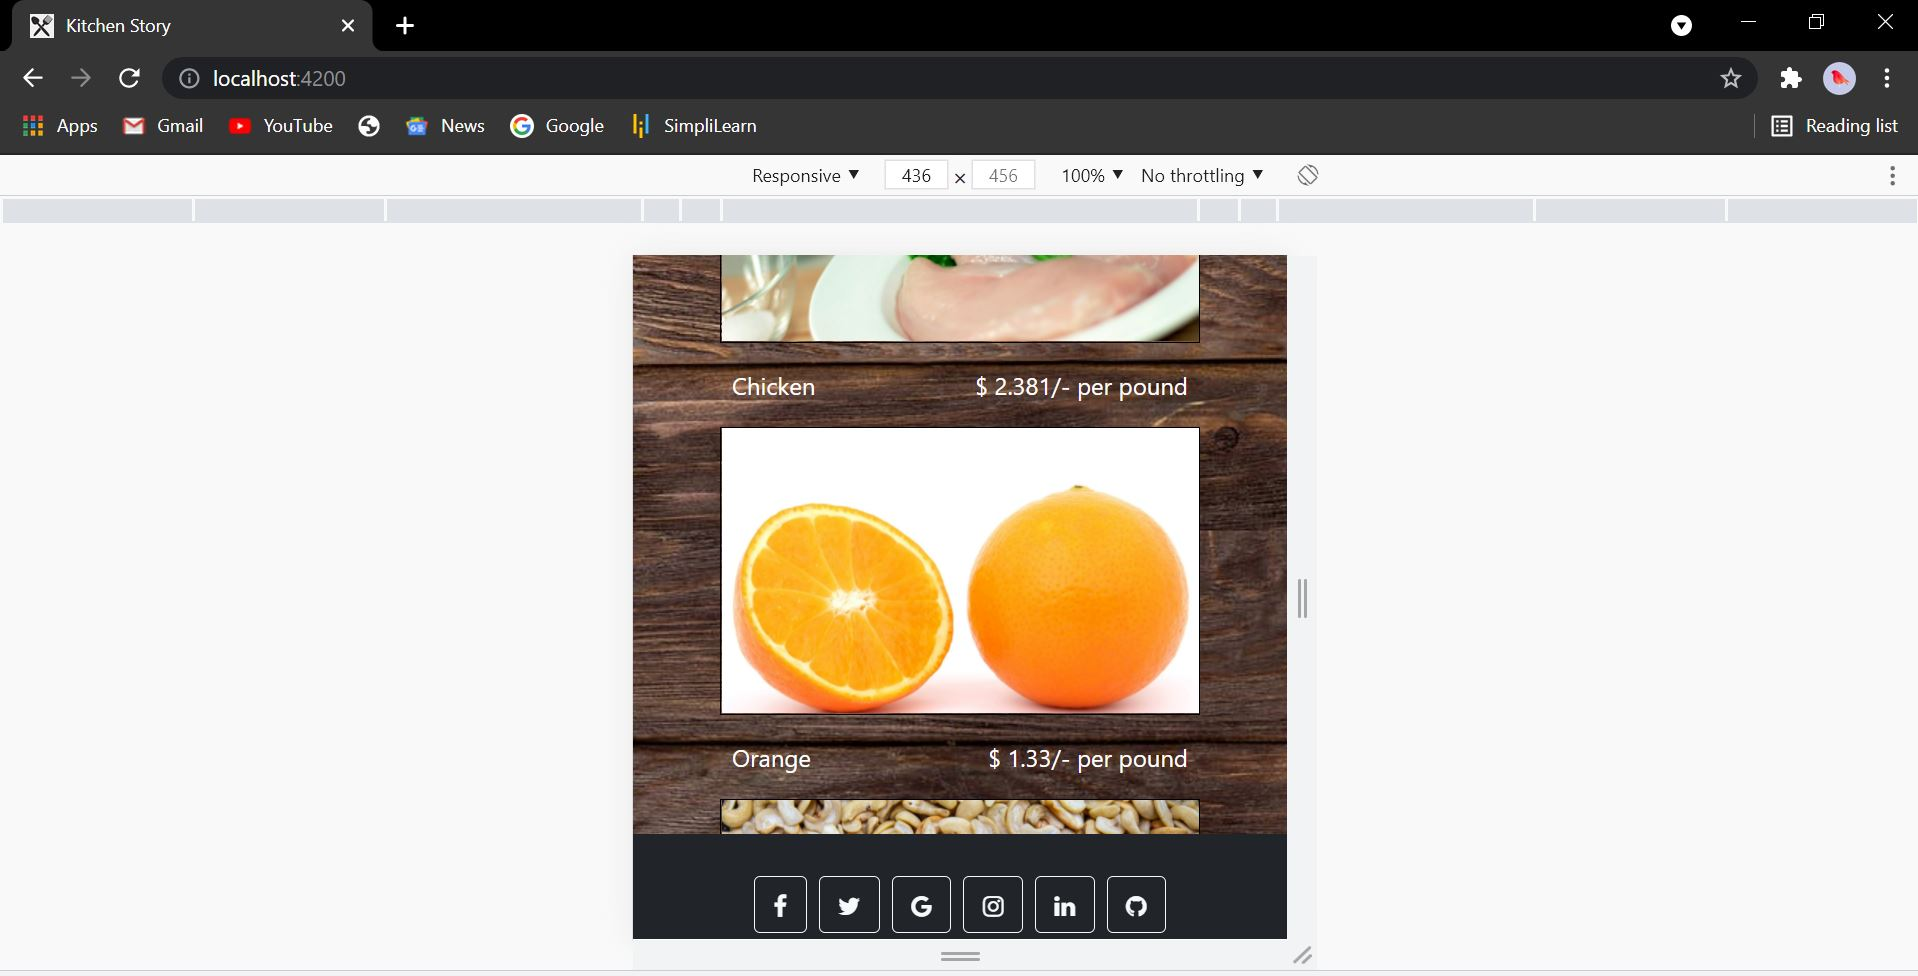 Kitchen Story
localhost:4200
Apps Gmail YouTube News Google SimpliLearn Reading list
Responsive 436 × 456 100% No throttling
Chicken $ 2.381/- per pound
Orange $ 1.33/- per pound